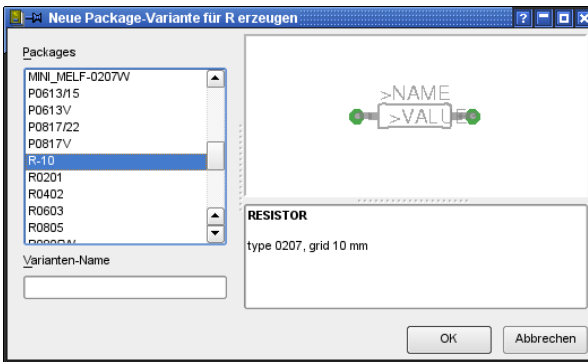 Neue Package-Variante für R erzeugen
Packages
MINI_MELF-0207W
P0613/15
P0613V
P0817/22
P0817V
R-10
R0201
R0402
R0603
R0805
Varianten-Name
>NAME
>VALUE
RESISTOR
type 0207, grid 10 mm
OK
Abbrechen